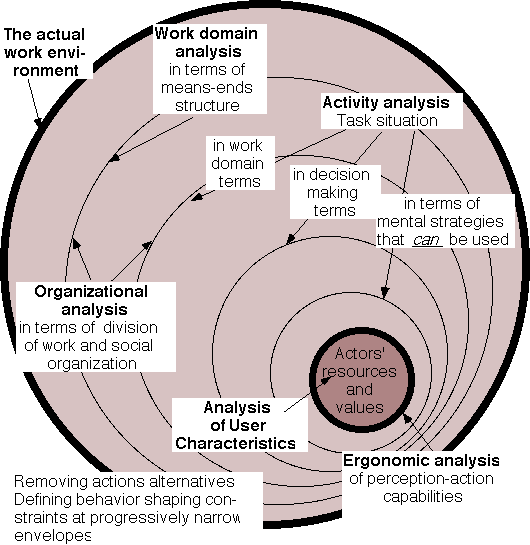 The actual
work envi-
ronment
Work domain
analysis
in terms of
means-ends
structure
Activity analysis
Task situation
in work
domain
terms
in decision
making
terms
in terms of
mental strategies
that can be used
Organizational
analysis
in terms of division
of work and social
organization
Actors'
resources
and
values
Analysis
of User
Characteristics
Ergonomic analysis
of perception-action
capabilities
Removing actions alternatives
Defining behavior shaping con-
straints at progressively narrow
envelopes